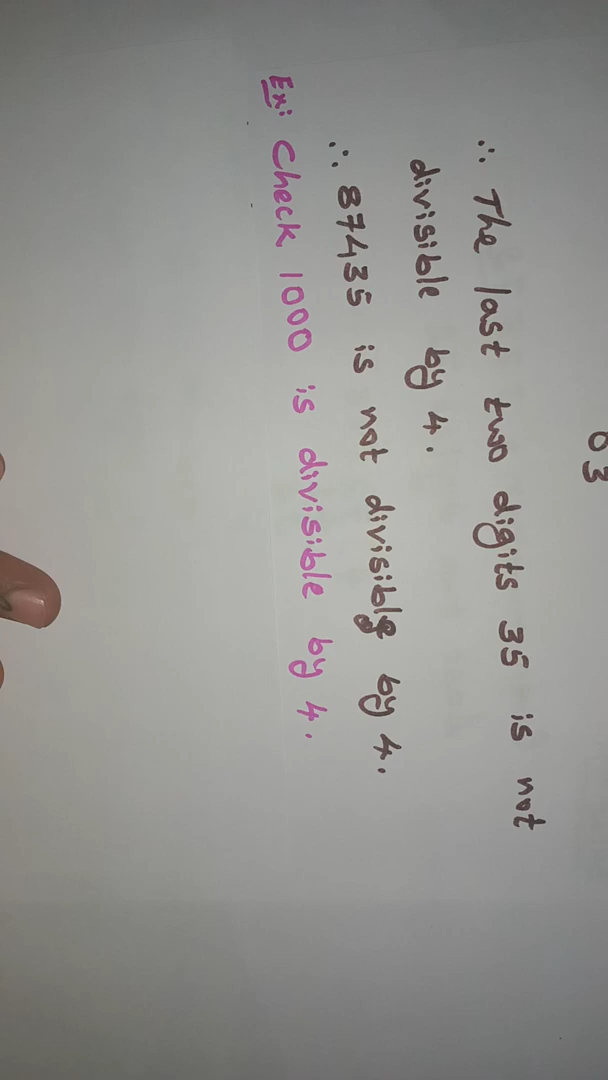 03
∴ The last two digits 35 is not
divisible by 4.
∴ 87435 is not divisible by 4.
Ex: Check 1000 is divisible by 4.